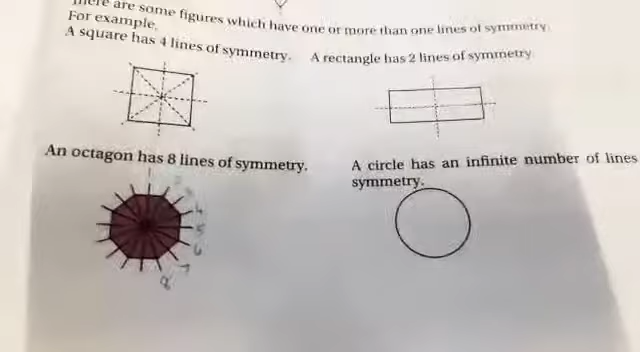 There are some figures which have one or more than one lines of symmetry.
For example,
A square has 4 lines of symmetry.
A rectangle has 2 lines of symmetry
An octagon has 8 lines of symmetry.
A circle has an infinite number of lines
symmetry.
1
4
5
6
7
8